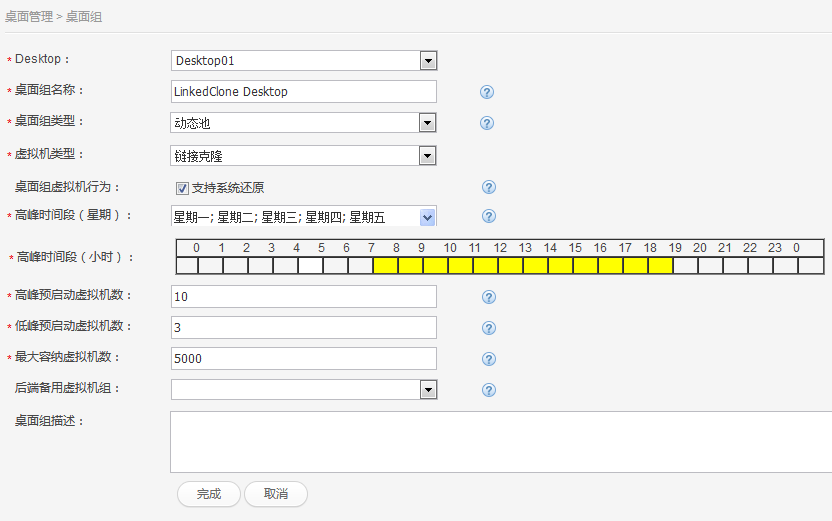 桌面管理 > 桌面组
* Desktop： Desktop01
* 桌面组名称： LinkedClone Desktop ?
* 桌面组类型： 动态池 ?
* 虚拟机类型： 链接克隆
桌面组虚拟机行为： 支持系统还原 ?
* 高峰时间段（星期）： 星期一; 星期二; 星期三; 星期四; 星期五 ?
0 1 2 3 4 5 6 7 8 9 10 11 12 13 14 15 16 17 18 19 20 21 22 23 0
* 高峰时间段（小时）：
* 高峰预启动虚拟机数： 10 ?
* 低峰预启动虚拟机数： 3 ?
* 最大容纳虚拟机数： 5000 ?
后端备用虚拟机组： ?
桌面组描述：
完成 取消